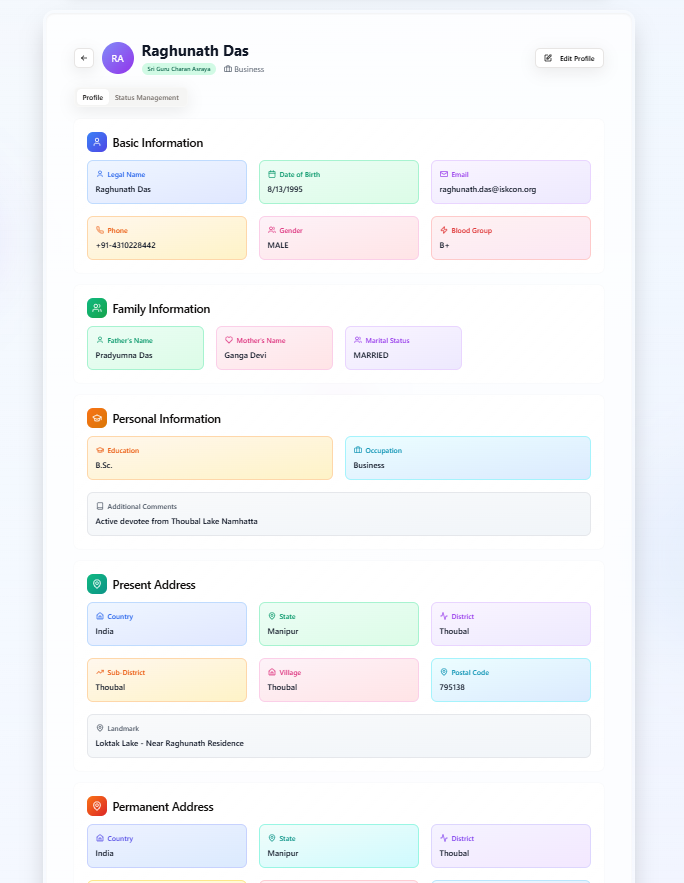 RA
Raghunath Das
Sri Guru Charan Asraya
Business
Edit Profile
Profile
Status Management
Basic Information
Legal Name
Raghunath Das
Date of Birth
8/13/1995
Email
raghunath.das@iskcon.org
Phone
+91-4310228442
Gender
MALE
Blood Group
B+
Family Information
Father's Name
Pradyumna Das
Mother's Name
Ganga Devi
Marital Status
MARRIED
Personal Information
Education
B.Sc.
Occupation
Business
Additional Comments
Active devotee from Thoubal Lake Namhatta
Present Address
Country
India
State
Manipur
District
Thoubal
Sub-District
Thoubal
Village
Thoubal
Postal Code
795138
Landmark
Loktak Lake - Near Raghunath Residence
Permanent Address
Country
India
State
Manipur
District
Thoubal